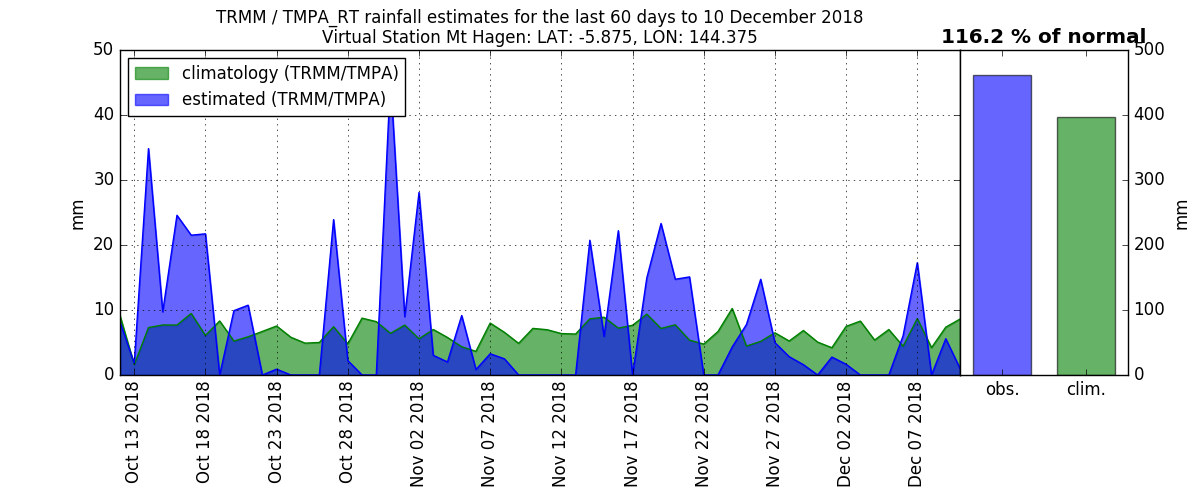 TRMM / TMPA_RT rainfall estimates for the last 60 days to 10 December 2018
Virtual Station Mt Hagen: LAT: -5.875, LON: 144.375
116.2 % of normal
climatology (TRMM/TMPA)
estimated (TRMM/TMPA)
50
40
30
20
10
0
mm
Oct 13 2018
Oct 18 2018
Oct 23 2018
Oct 28 2018
Nov 02 2018
Nov 07 2018
Nov 12 2018
Nov 17 2018
Nov 22 2018
Nov 27 2018
Dec 02 2018
Dec 07 2018
500
400
300
200
100
0
mm
obs.
clim.